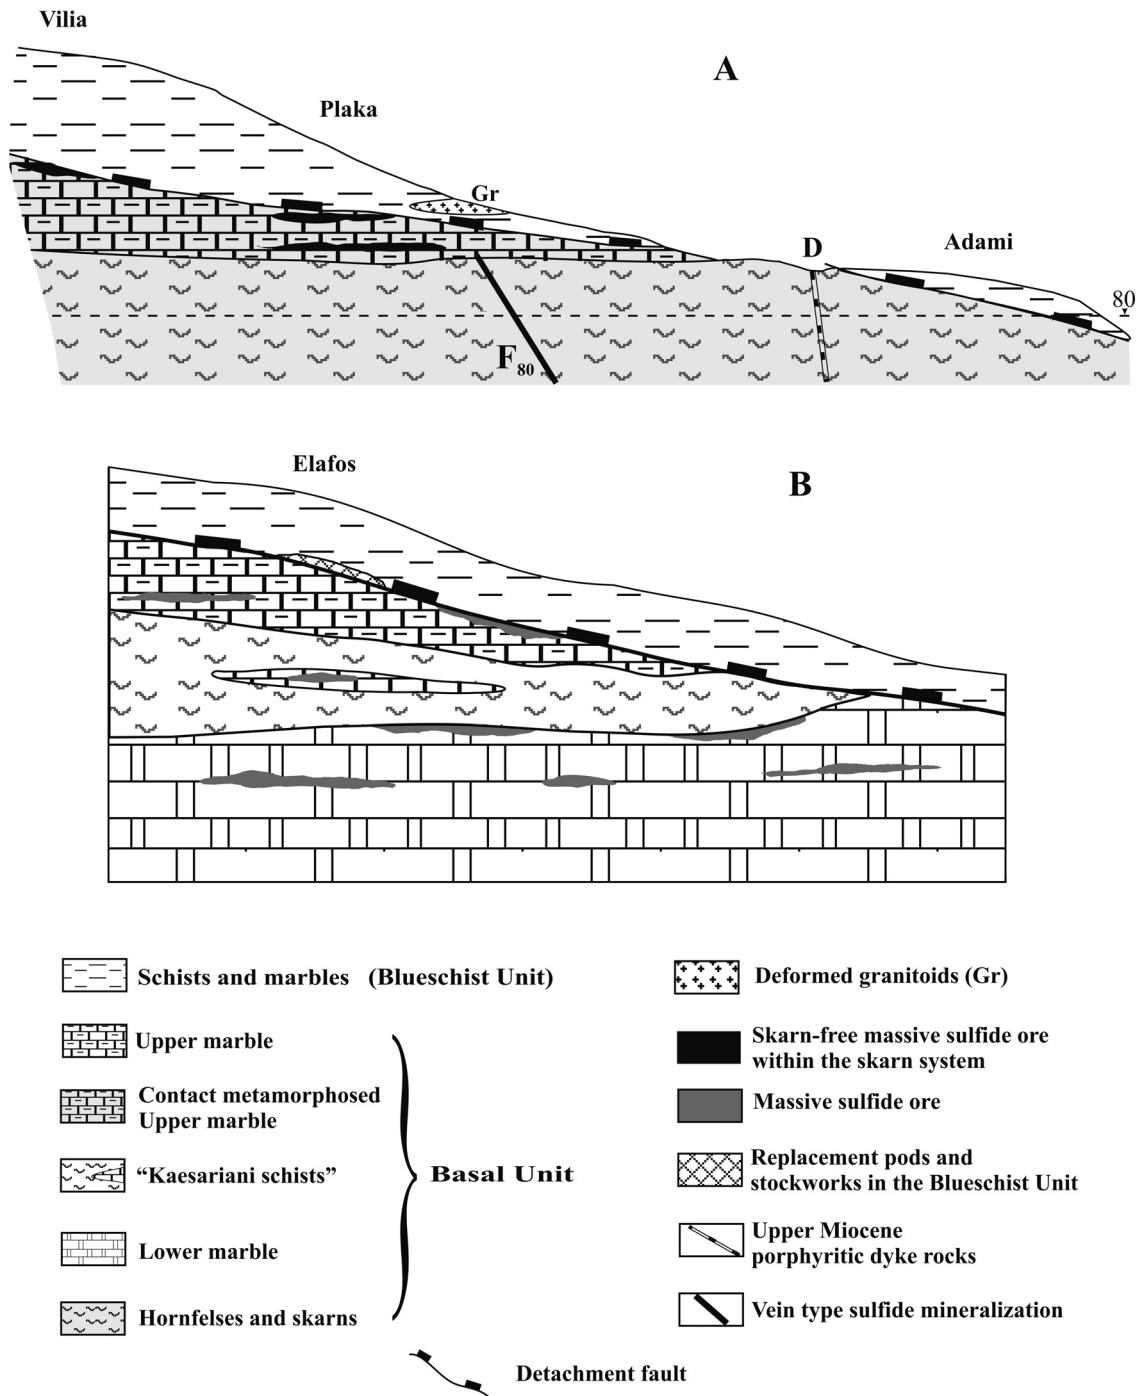 Vilia
A
Plaka
Gr
D
Adami
80
F80
Elafos
B
Schists and marbles (Blueschist Unit)
Upper marble
Contact metamorphosed
Upper marble
“Kaesariani schists”
Lower marble
Hornfelses and skarns
Basal Unit
Deformed granitoids (Gr)
Skarn-free massive sulfide ore
within the skarn system
Massive sulfide ore
Replacement pods and
stockworks in the Blueschist Unit
Upper Miocene
porphyritic dyke rocks
Vein type sulfide mineralization
Detachment fault